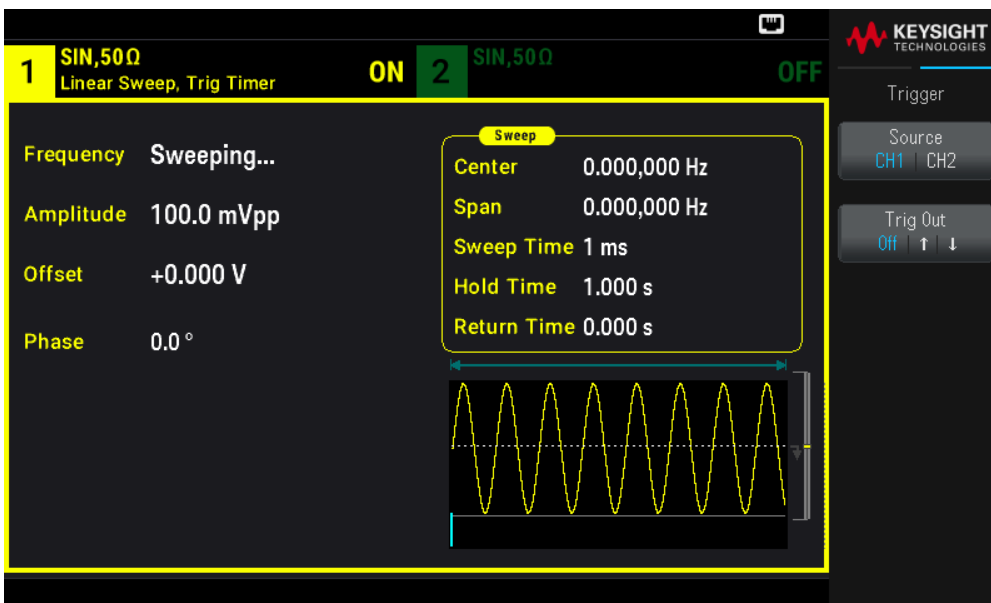 KEYSIGHT
TECHNOLOGIES
1 SIN,50Ω ON
Linear Sweep, Trig Timer
2 SIN,50Ω OFF
Trigger
Source
CH1 | CH2
Trig Out
Off | ↑ | ↓
Frequency Sweeping...
Amplitude 100.0 mVpp
Offset +0.000 V
Phase 0.0 °
Sweep
Center 0.000,000 Hz
Span 0.000,000 Hz
Sweep Time 1 ms
Hold Time 1.000 s
Return Time 0.000 s